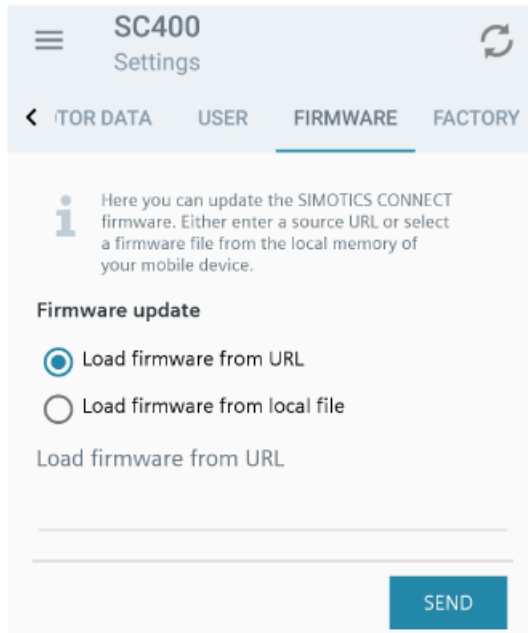 SC400
Settings
TOR DATA USER FIRMWARE FACTORY
Here you can update the SIMOTICS CONNECT
firmware. Either enter a source URL or select
a firmware file from the local memory of
your mobile device.
Firmware update
Load firmware from URL
Load firmware from local file
Load firmware from URL
SEND